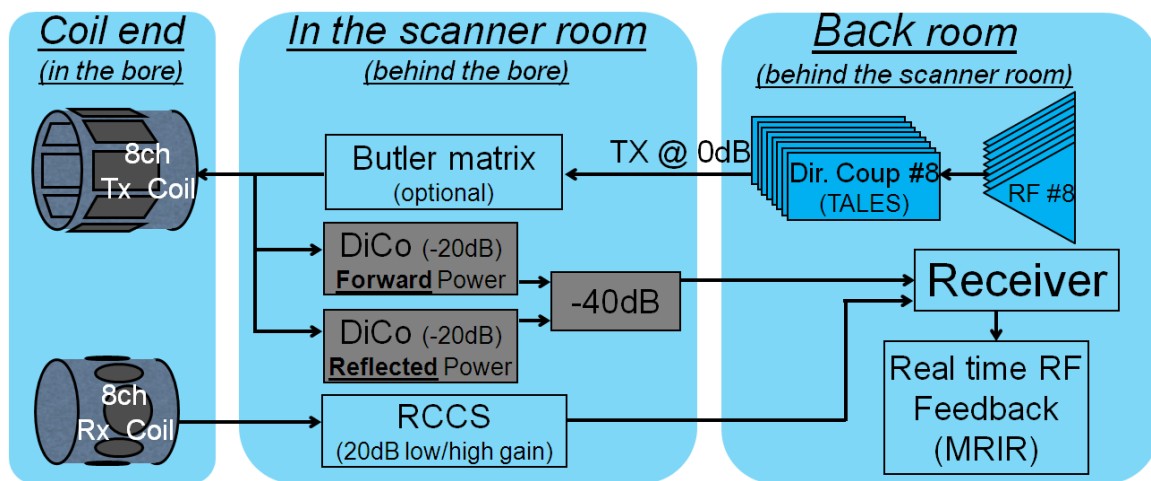 Coil end
(in the bore)
8ch
Tx Coil
8ch
Rx Coil
In the scanner room
(behind the bore)
Butler matrix
(optional)
DiCo (-20dB)
Forward Power
DiCo (-20dB)
Reflected Power
-40dB
RCCS
(20dB low/high gain)
Back room
(behind the scanner room)
TX @ 0dB
Dir. Coup #8
(TALES)
RF #8
Receiver
Real time RF
Feedback
(MRIR)